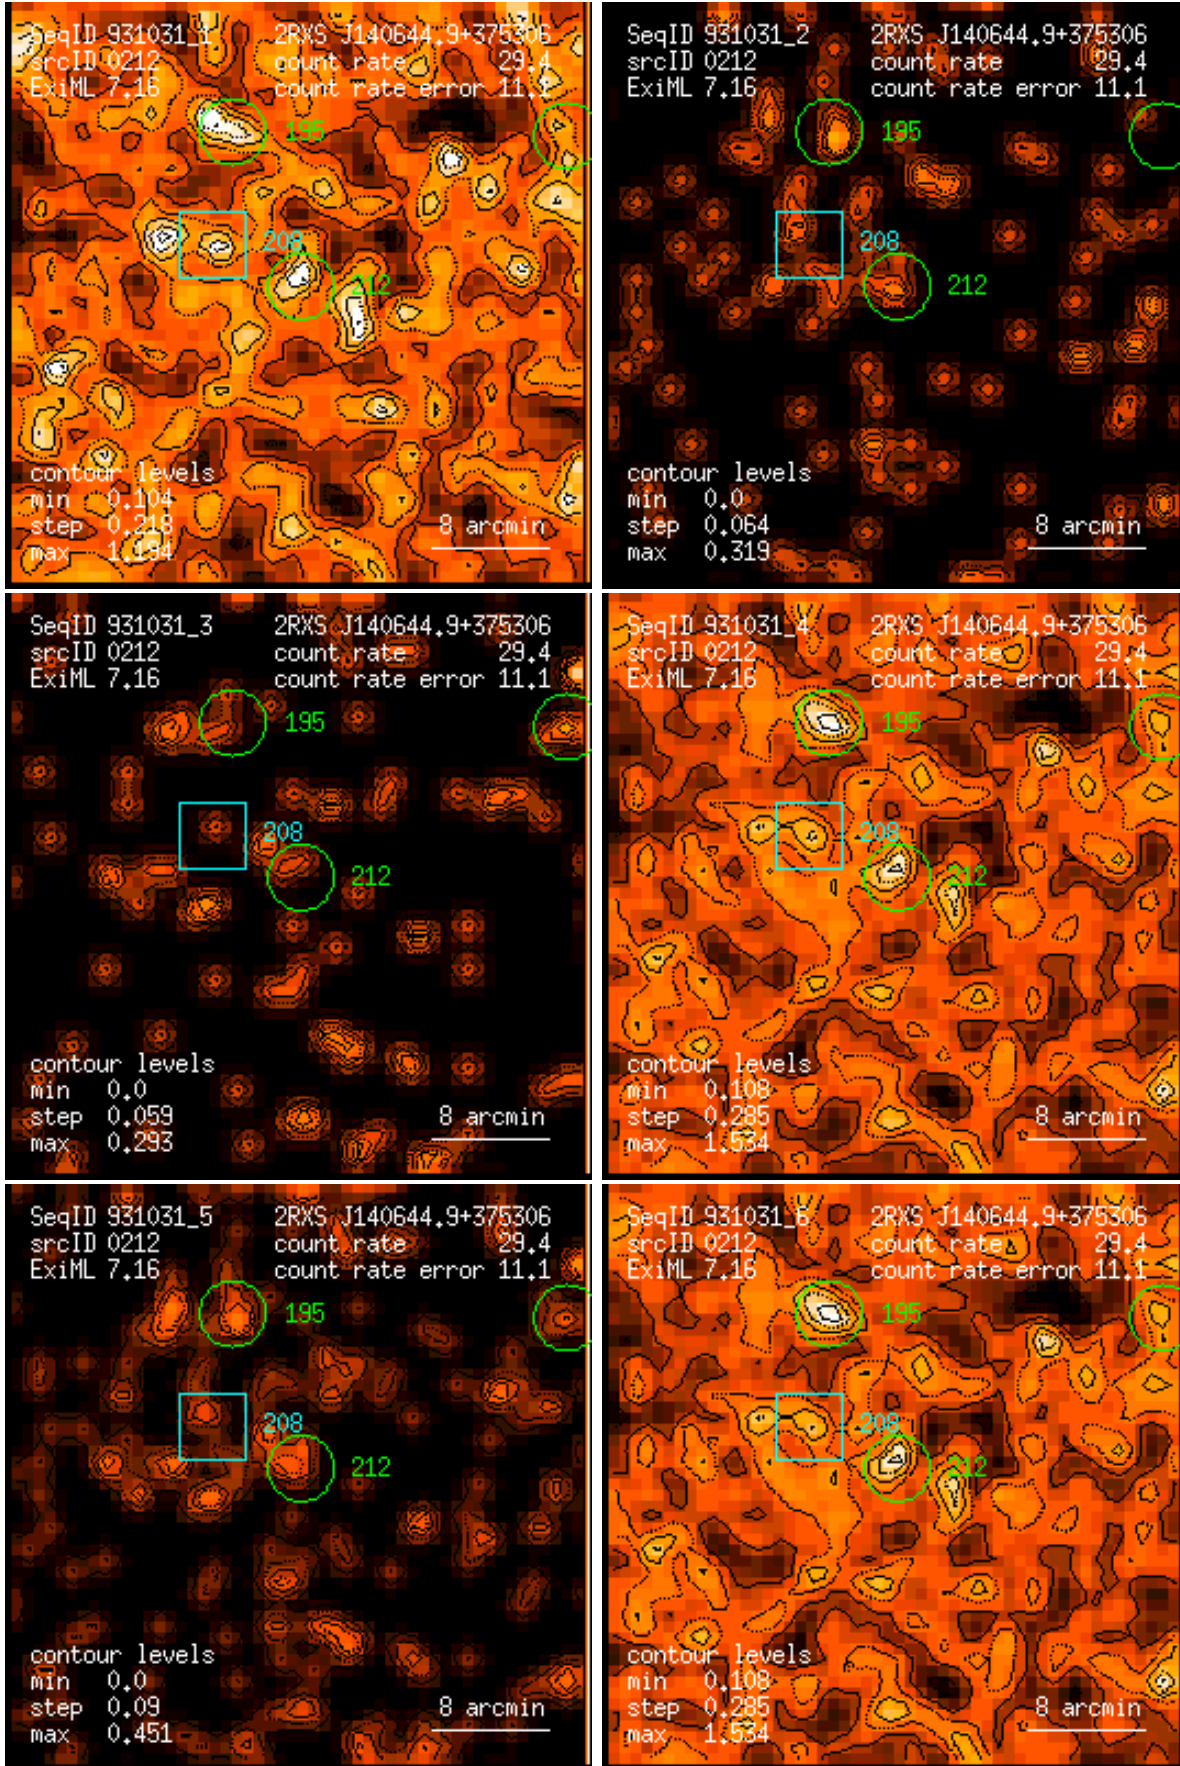 SeqID 931031_1 2RXS J140644.9+375306
srcID 0212 count rate 29.4
ExiML 7.16 count rate error 11.1
195
208
212
contour levels
min 0.104
step 0.218 8 arcmin
max 1.194
SeqID 931031_2 2RXS J140644.9+375306
srcID 0212 count rate 29.4
ExiML 7.16 count rate error 11.1
195
208
212
contour levels
min 0.0
step 0.064 8 arcmin
max 0.319
SeqID 931031_3 2RXS J140644.9+375306
srcID 0212 count rate 29.4
ExiML 7.16 count rate error 11.1
195
208
212
contour levels
min 0.0
step 0.059 8 arcmin
max 0.293
SeqID 931031_4 2RXS J140644.9+375306
srcID 0212 count rate 29.4
ExiML 7.16 count rate error 11.1
195
208
212
contour levels
min 0.108
step 0.285 8 arcmin
max 1.534
SeqID 931031_5 2RXS J140644.9+375306
srcID 0212 count rate 29.4
ExiML 7.16 count rate error 11.1
195
208
212
contour levels
min 0.0
step 0.09 8 arcmin
max 0.451
SeqID 931031_6 2RXS J140644.9+375306
srcID 0212 count rate 29.4
ExiML 7.16 count rate error 11.1
195
208
212
contour levels
min 0.108
step 0.285 8 arcmin
max 1.534